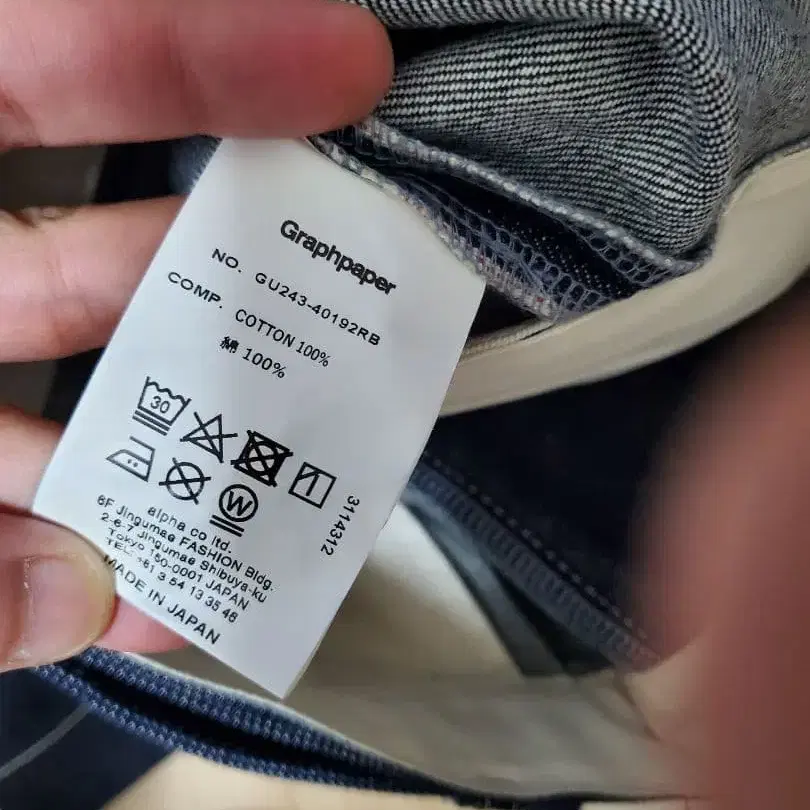 Graphpaper
NO. GU243-40192RB
COMP. COTTON 100%
綿 100%
30
W
3114312
alpha co ltd.
6F Jingumae FASHION Bldg.
2-6-7 Jingumae Shibuya-ku
Tokyo 150-0001 JAPAN
TEL: +81 3 54 13 35 46
MADE IN JAPAN